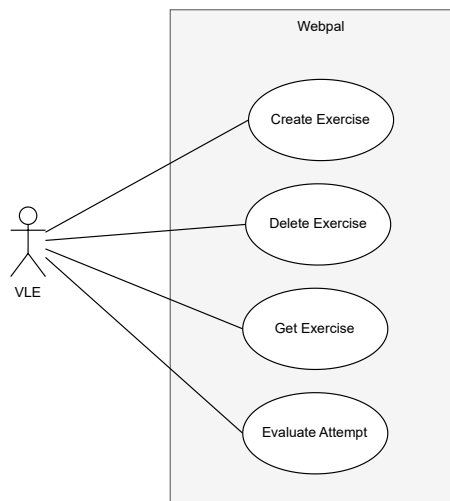 Webpal
Create Exercise
Delete Exercise
VLE
Get Exercise
Evaluate Attempt